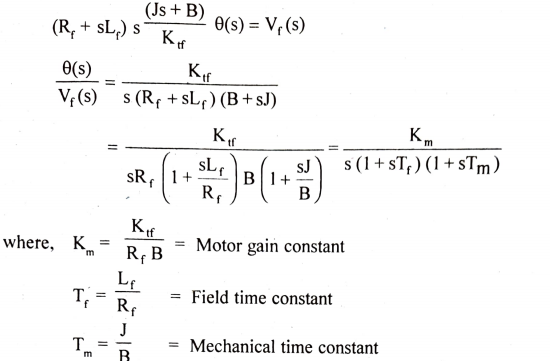 (R_f + sL_f) s (Js + B) / K_tf θ(s) = V_f(s)
θ(s) / V_f(s) = K_tf / s (R_f + sL_f) (B + sJ)
= K_tf / sR_f (1 + sL_f / R_f) B (1 + sJ / B) = K_m / s (1 + sT_f) (1 + sT_m)
where, K_m = K_tf / R_f B = Motor gain constant
T_f = L_f / R_f = Field time constant
T_m = J / B = Mechanical time constant